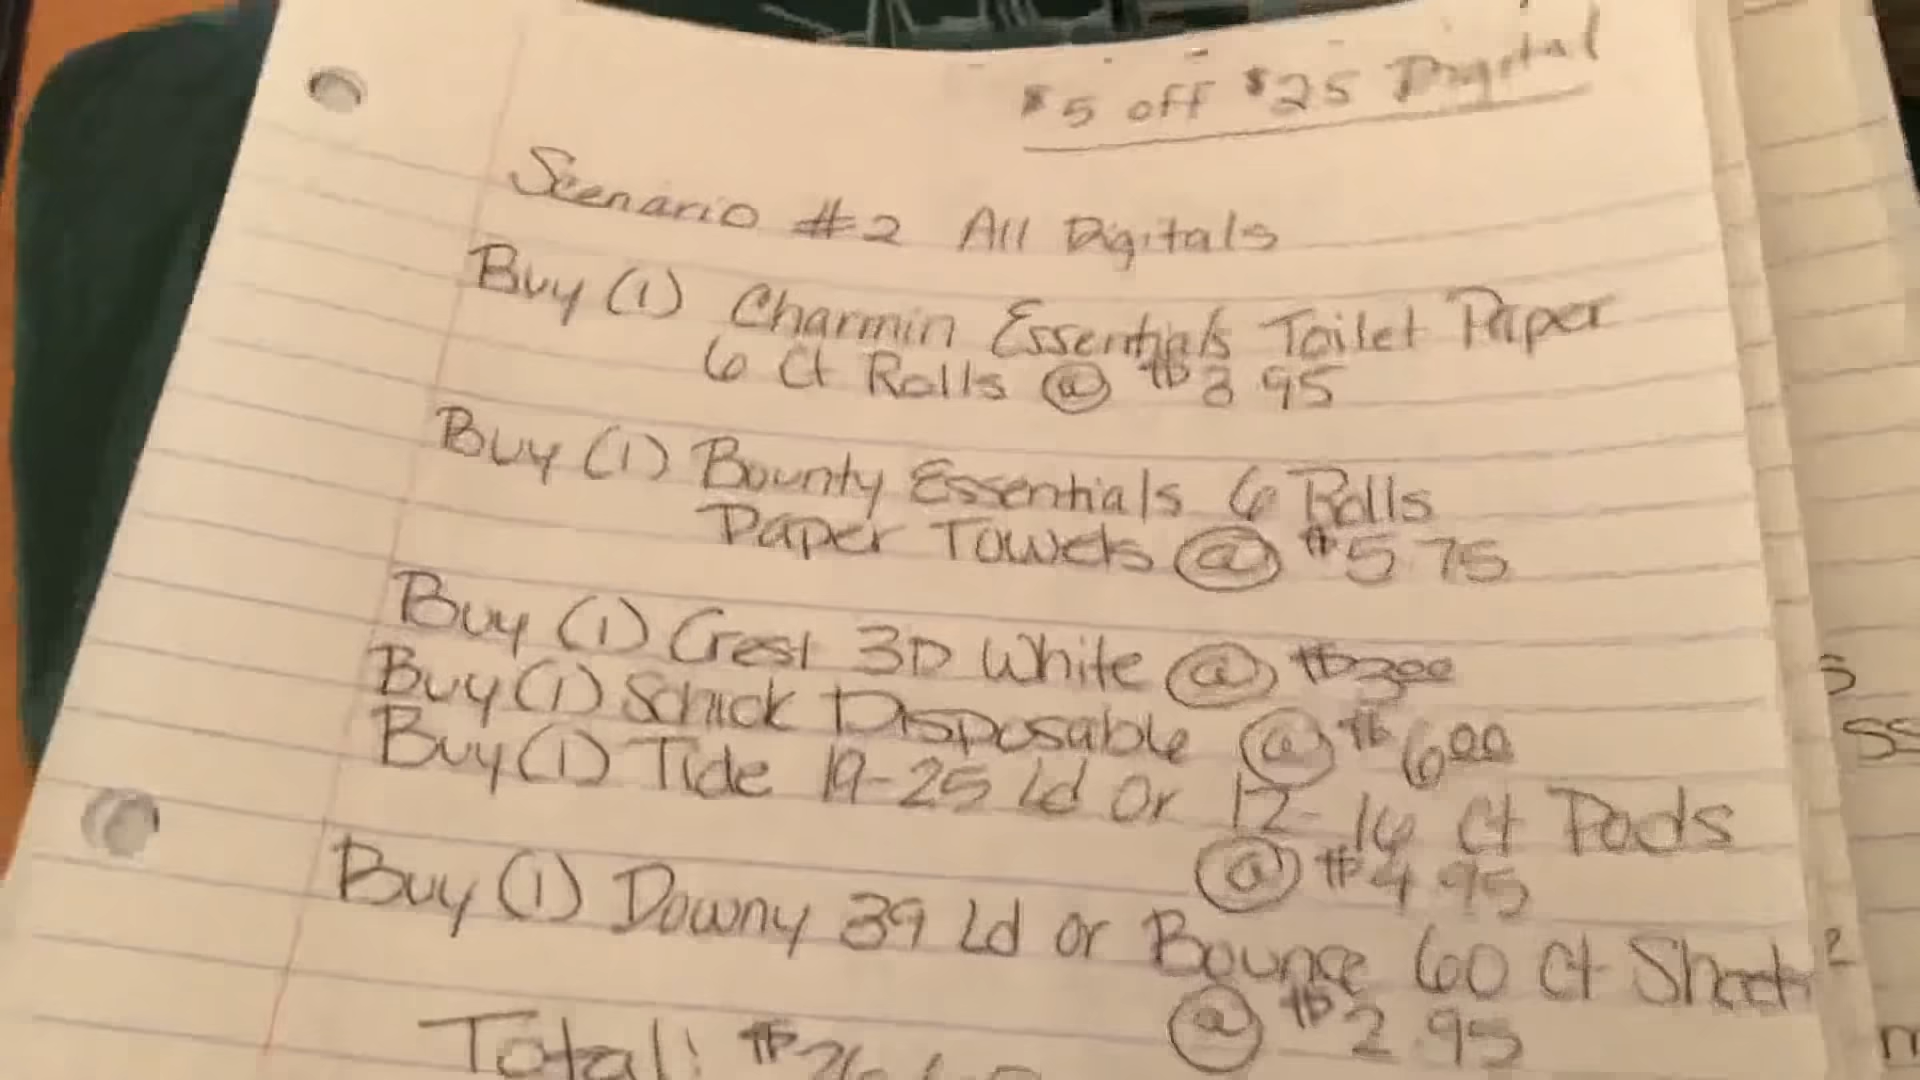 $5 off $25 Digital
Scenario #2 All Digitals
Buy (1) Charmin Essentials Toilet Paper
6 Ct Rolls @ $3 95
Buy (1) Bounty Essentials 6 Rolls
Paper Towels @ $5 75
Buy (1) Crest 3D White @ $3 00
Buy (1) Schick Disposable @ $6 00
Buy (1) Tide 19-25 Ld Or 12-16 Ct Pods
@ $4 95
Buy (1) Downy 39 Ld or Bounce 60 Ct Sheet
@ $2 95
Total: